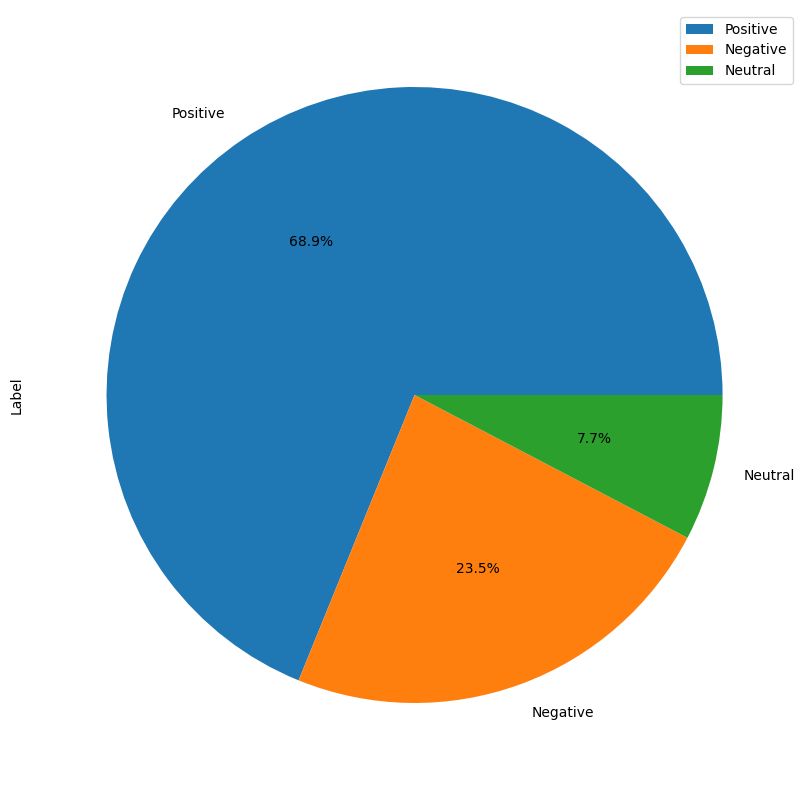 Positive
Negative
Neutral
Positive
68.9%
Label
7.7%
Neutral
23.5%
Negative